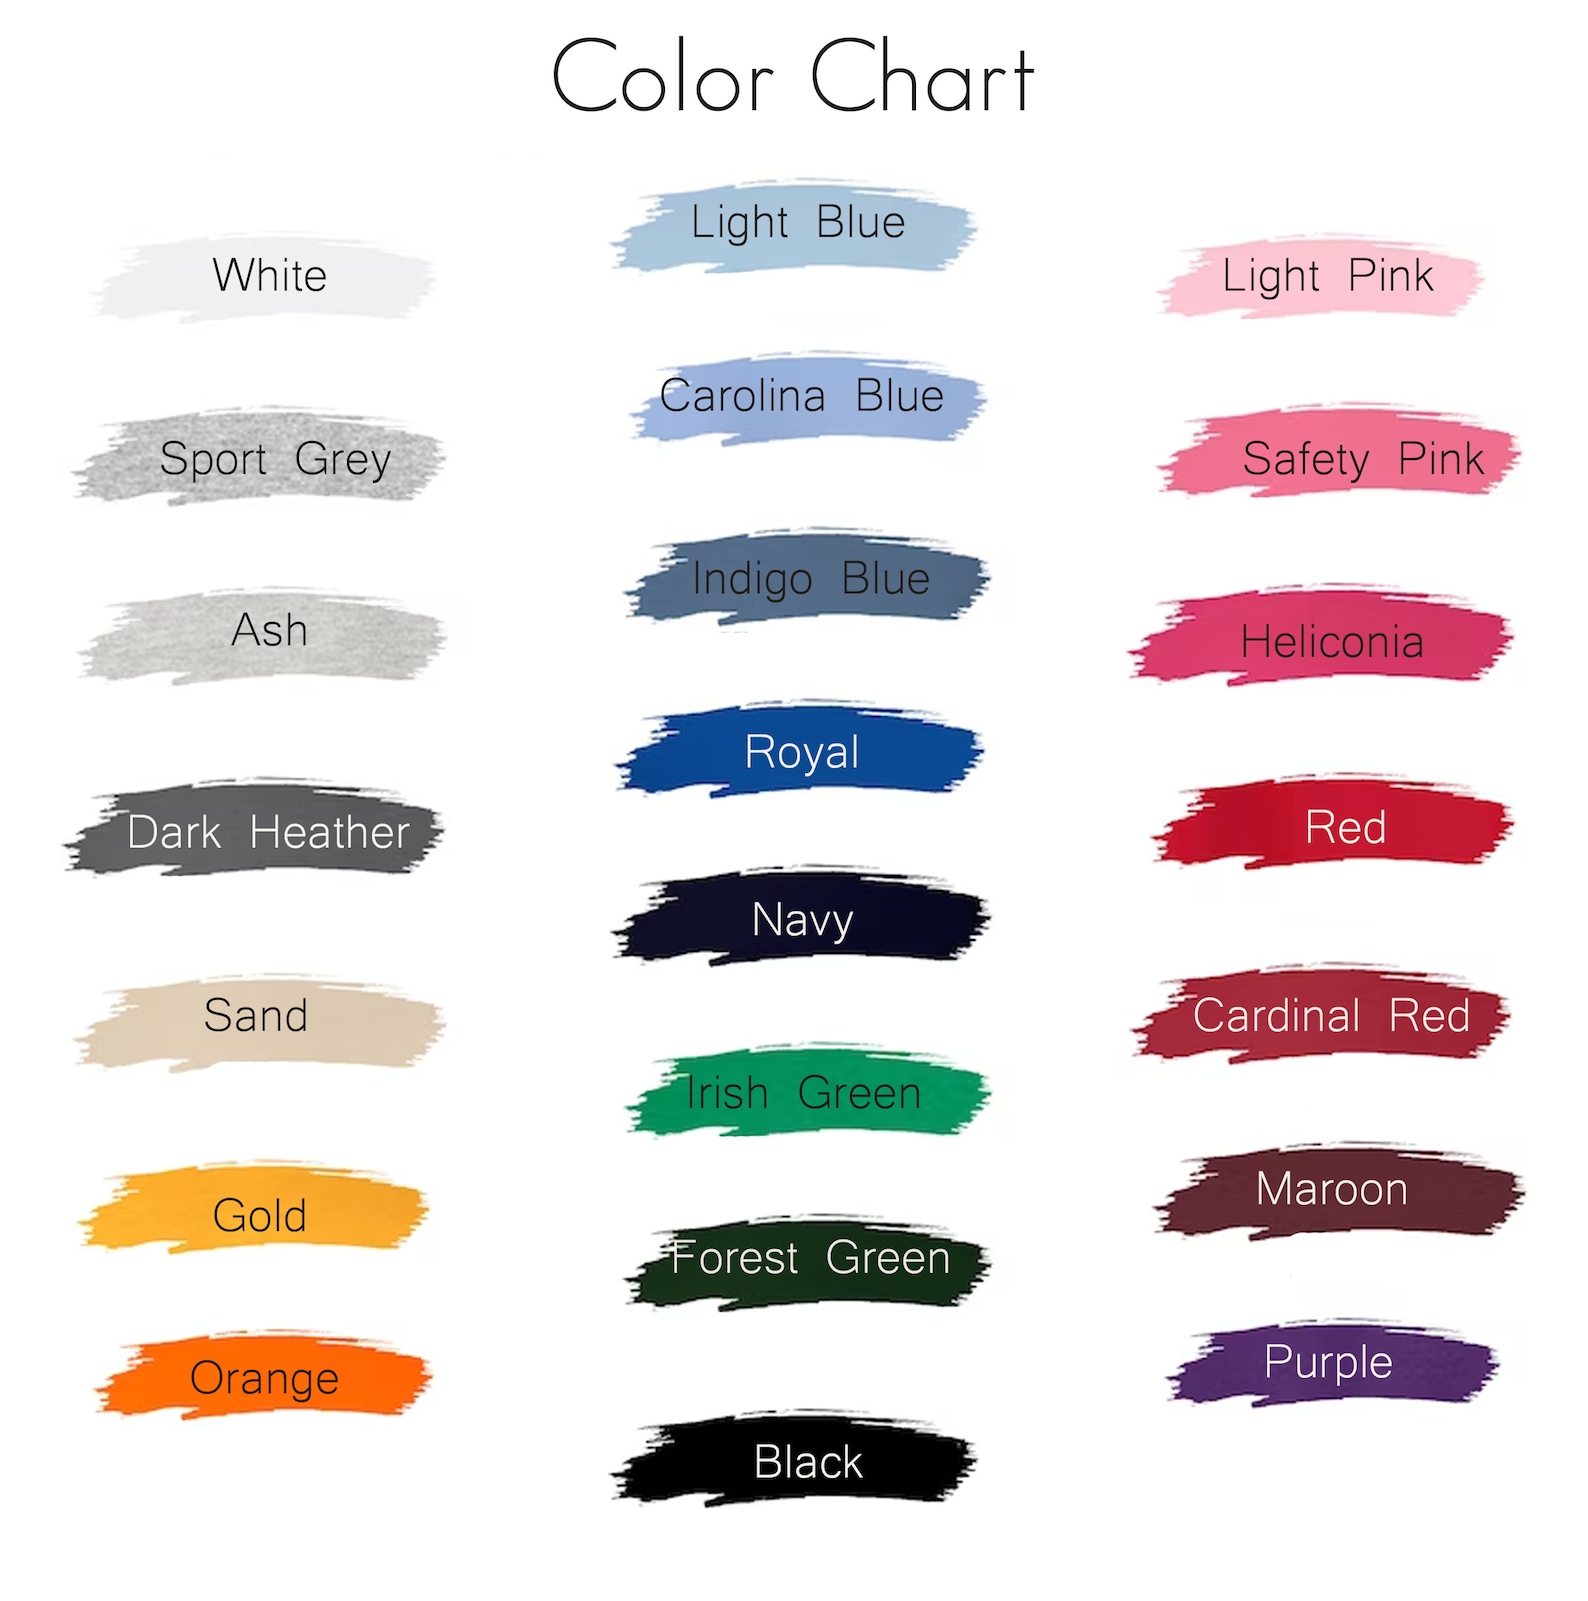 Color Chart
White
Sport Grey
Ash
Dark Heather
Sand
Gold
Orange
Light Blue
Carolina Blue
Indigo Blue
Royal
Navy
Irish Green
Forest Green
Black
Light Pink
Safety Pink
Heliconia
Red
Cardinal Red
Maroon
Purple